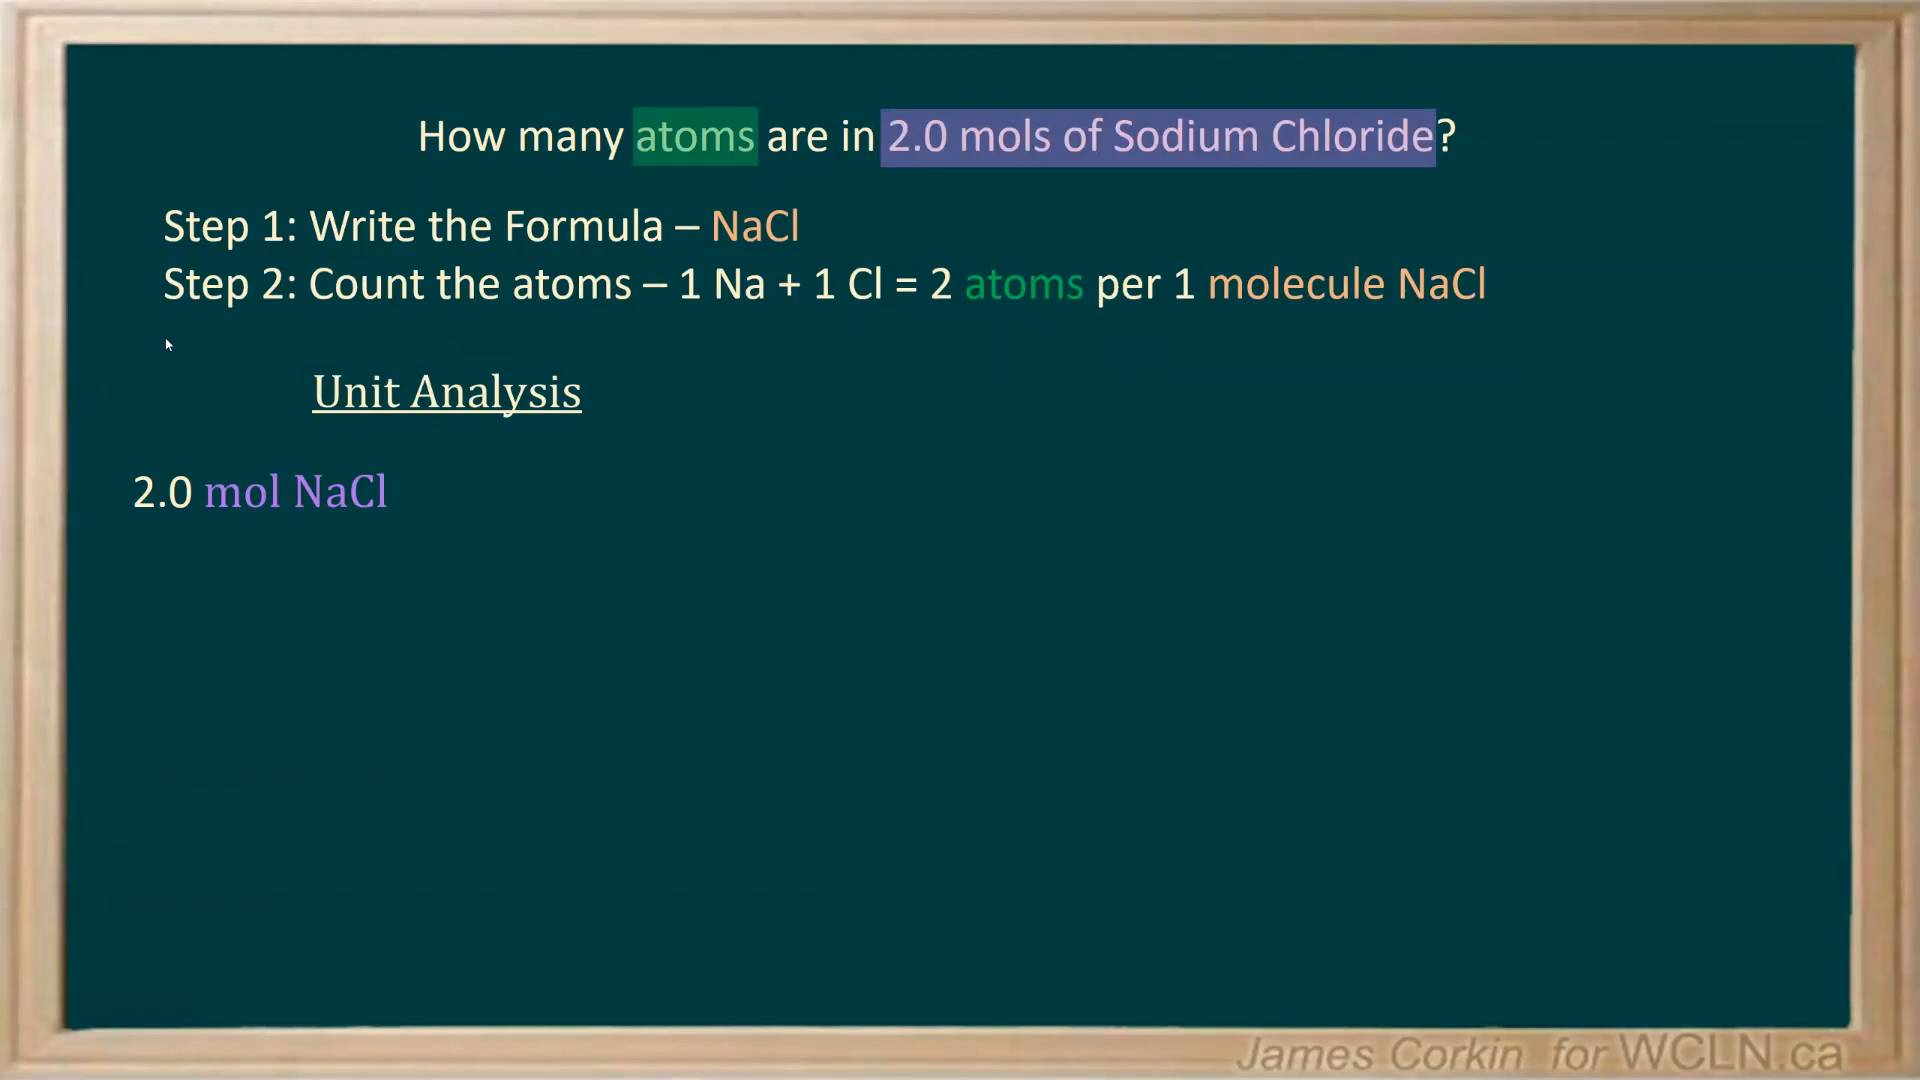 How many atoms are in 2.0 mols of Sodium Chloride?
Step 1: Write the Formula – NaCl
Step 2: Count the atoms – 1 Na + 1 Cl = 2 atoms per 1 molecule NaCl
Unit Analysis
2.0 mol NaCl
James Corkin for WCLN.ca